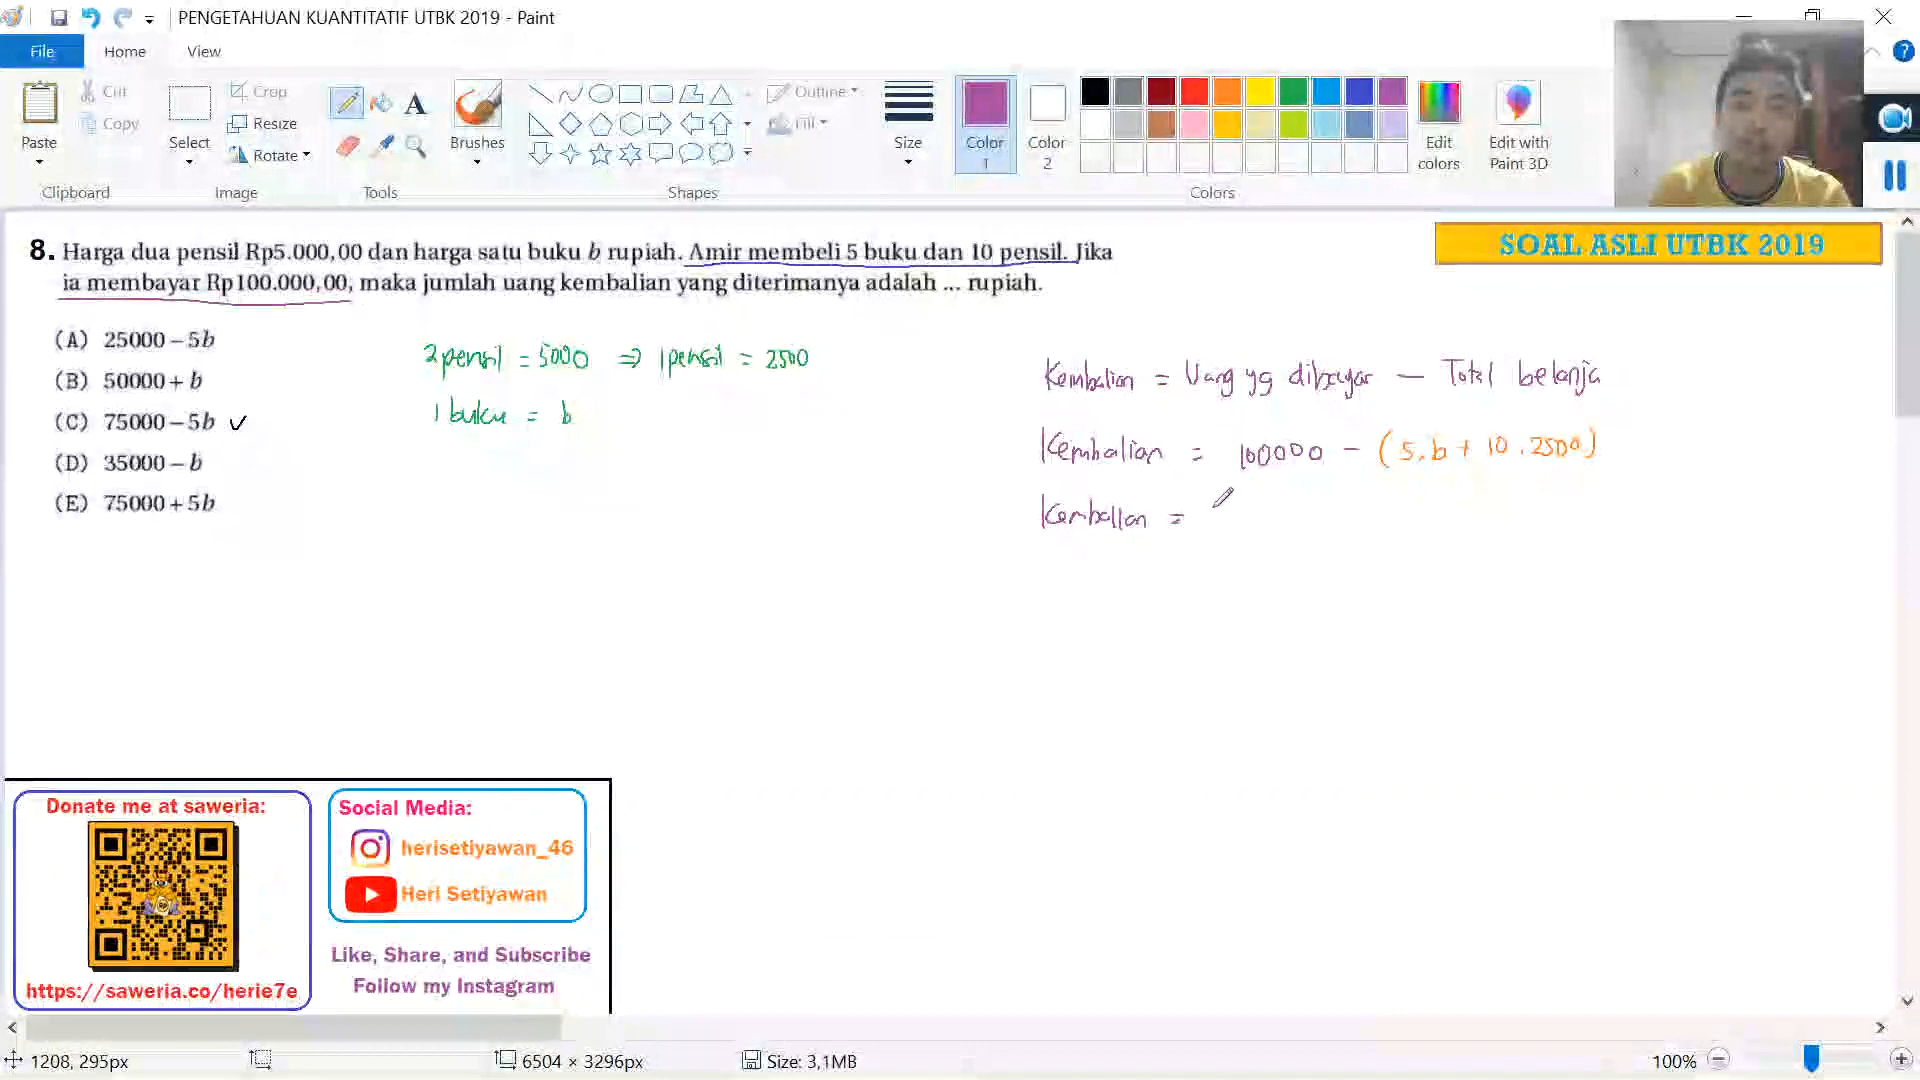 PENGETAHUAN KUANTITATIF UTBK 2019 - Paint
File Home View
Paste
Cut
Copy
Clipboard
Select
Crop
Resize
Rotate
Image
A
Tools
Brushes
Shapes
Outline
Fill
Size
Color 1
Color 2
Colors
Edit colors
Edit with Paint 3D
SOAL ASLI UTBK 2019
8. Harga dua pensil Rp5.000,00 dan harga satu buku b rupiah. Amir membeli 5 buku dan 10 pensil. Jika
ia membayar Rp100.000,00, maka jumlah uang kembalian yang diterimanya adalah ... rupiah.
(A) 25000 – 5b
(B) 50000 + b
(C) 75000 – 5b ✓
(D) 35000 – b
(E) 75000 + 5b
2 pensil = 5000 ⇒ 1 pensil = 2500
1 buku = b
Kembalian = Uang yg dibayar — Total belanja
Kembalian = 100000 - (5.b + 10.2500)
Kembalian =
Donate me at saweria:
https://saweria.co/herie7e
Social Media:
herisetiyawan_46
Heri Setiyawan
Like, Share, and Subscribe
Follow my Instagram
1208, 295px 6504 × 3296px Size: 3,1MB 100%